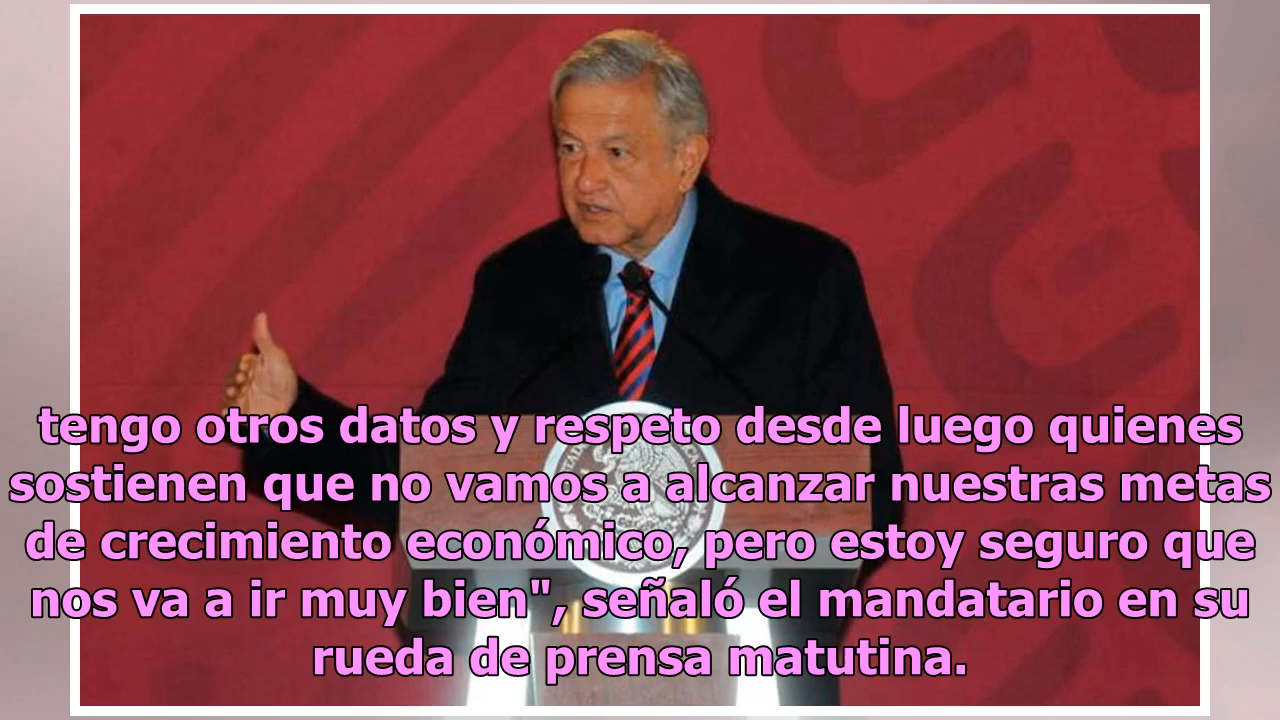 tengo otros datos y respeto desde luego quienes
sostienen que no vamos a alcanzar nuestras metas
de crecimiento económico, pero estoy seguro que
nos va a ir muy bien", señaló el mandatario en su
rueda de prensa matutina.